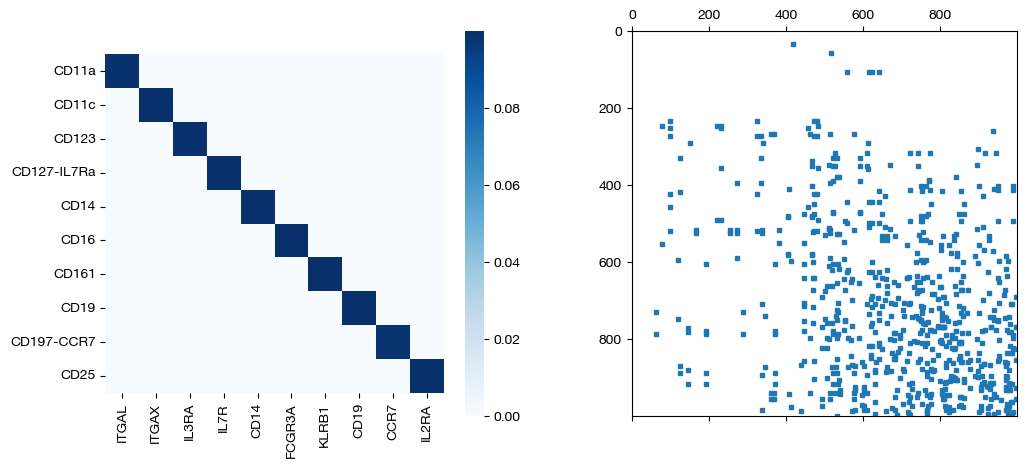 CD11a
CD11c
CD123
CD127-IL7Ra
CD14
CD16
CD161
CD19
CD197-CCR7
CD25
ITGAL
ITGAX
IL3RA
IL7R
CD14
FCGR3A
KLRB1
CD19
CCR7
IL2RA
0.08
0.06
0.04
0.02
0.00
0 200 400 600 800
0
200
400
600
800